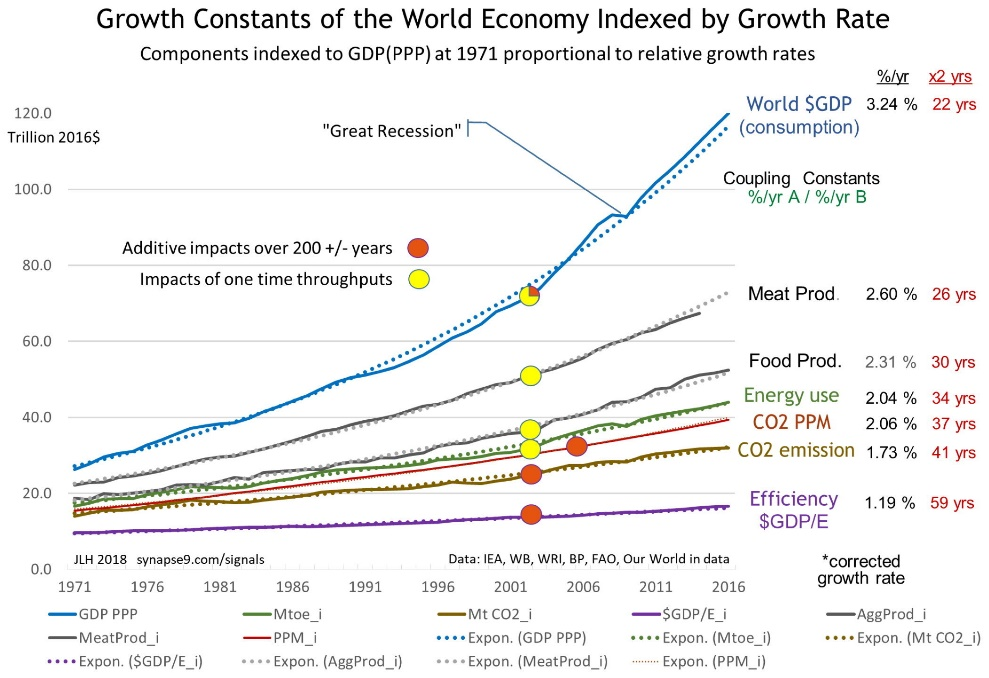 Growth Constants of the World Economy Indexed by Growth Rate
Components indexed to GDP(PPP) at 1971 proportional to relative growth rates
%/yr x2 yrs
120.0
Trillion 2016$
100.0
80.0
60.0
40.0
20.0
0.0
"Great Recession"
Additive impacts over 200 +/- years
Impacts of one time throughputs
World $GDP 3.24 % 22 yrs
(consumption)
Coupling Constants
%/yr A / %/yr B
Meat Prod. 2.60 % 26 yrs
Food Prod. 2.31 % 30 yrs
Energy use 2.04 % 34 yrs
CO2 PPM 2.06 % 37 yrs
CO2 emission 1.73 % 41 yrs
Efficiency 1.19 % 59 yrs
$GDP/E
JLH 2018 synapse9.com/signals
Data: IEA, WB, WRI, BP, FAO, Our World in data
*corrected
growth rate
1971 1976 1981 1986 1991 1996 2001 2006 2011 2016
GDP PPP Mtoe_i Mt CO2_i $GDP/E_i AggProd_i
MeatProd_i PPM_i Expon. (GDP PPP) Expon. (Mtoe_i) Expon. (Mt CO2_i)
Expon. ($GDP/E_i) Expon. (AggProd_i) Expon. (MeatProd_i) Expon. (PPM_i)